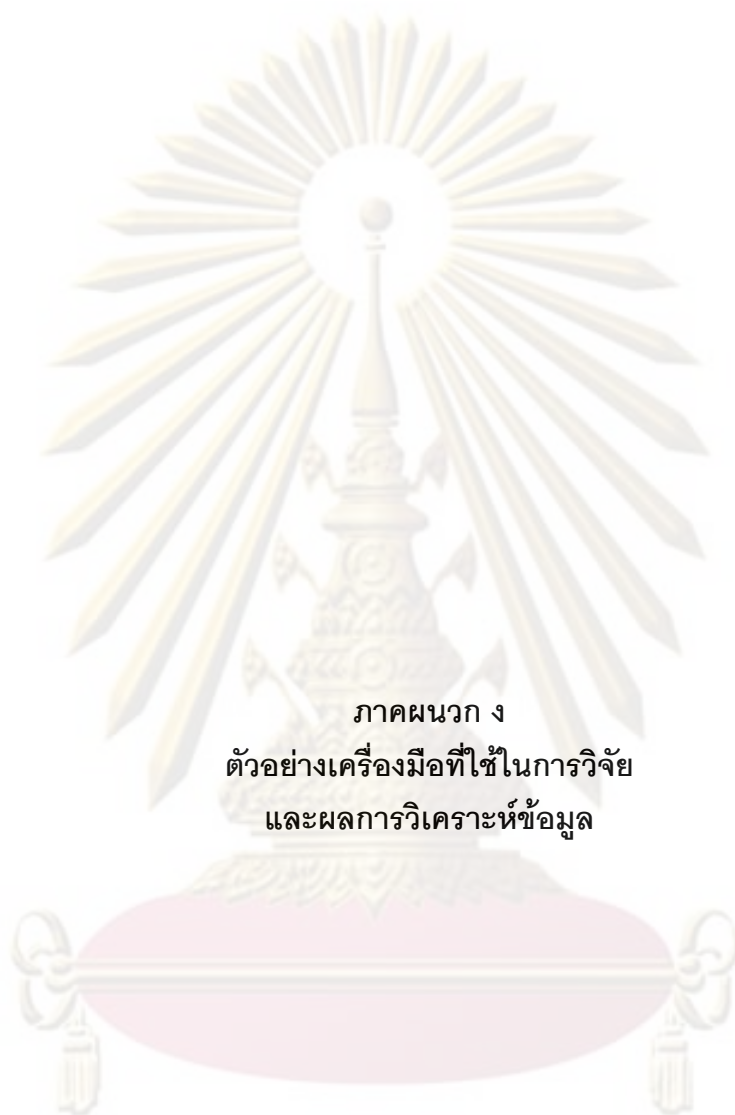 ภาคผนวก ง
ตัวอย่างเครื่องมือที่ใช้ในการวิจัย
และผลการวิเคราะห์ข้อมูล